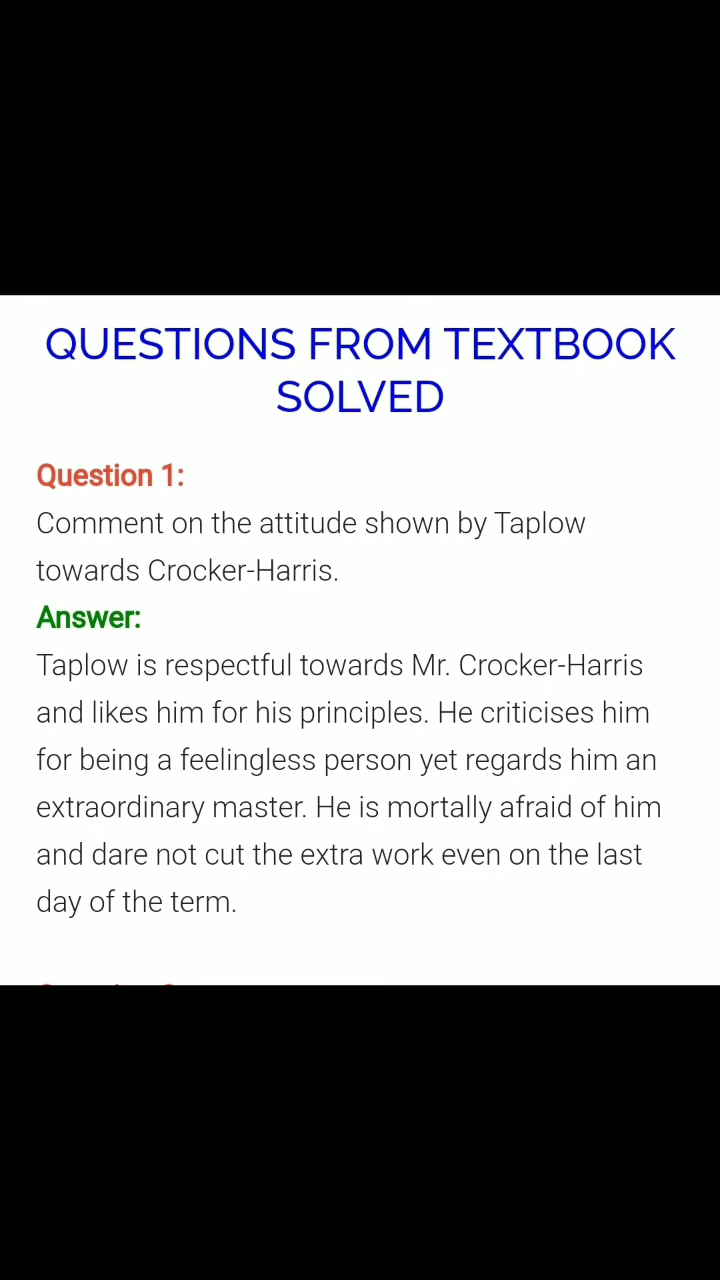 QUESTIONS FROM TEXTBOOK
SOLVED
Question 1:
Comment on the attitude shown by Taplow
towards Crocker-Harris.
Answer:
Taplow is respectful towards Mr. Crocker-Harris
and likes him for his principles. He criticises him
for being a feelingless person yet regards him an
extraordinary master. He is mortally afraid of him
and dare not cut the extra work even on the last
day of the term.